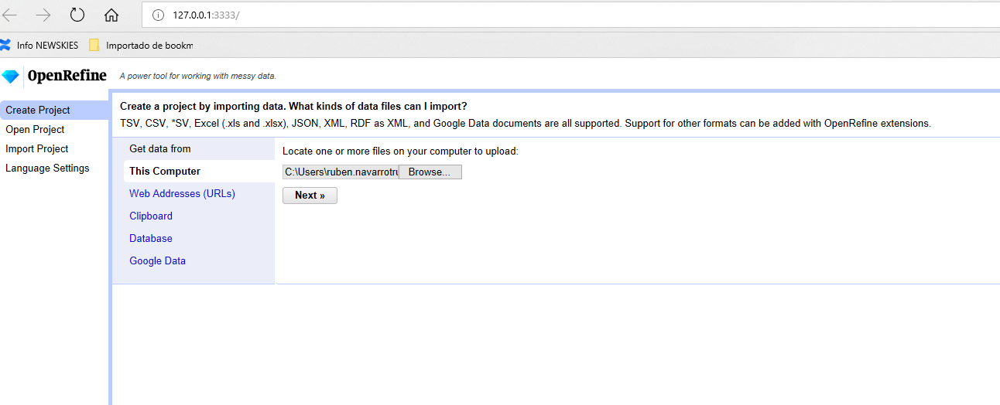 127.0.0.1:3333/
Info NEWSKIES Importado de bookm
OpenRefine A power tool for working with messy data.
Create Project
Open Project
Import Project
Language Settings
Create a project by importing data. What kinds of data files can I import?
TSV, CSV, *SV, Excel (.xls and .xlsx), JSON, XML, RDF as XML, and Google Data documents are all supported. Support for other formats can be added with OpenRefine extensions.
Get data from
This Computer
Web Addresses (URLs)
Clipboard
Database
Google Data
Locate one or more files on your computer to upload:
C:\Users\ruben.navarrotru Browse...
Next »